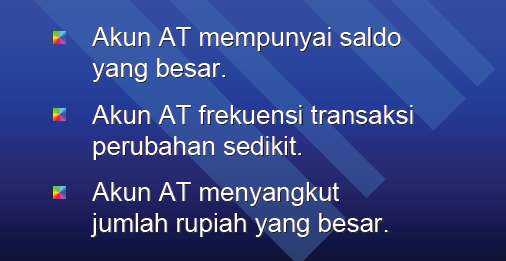 Akun AT mempunyai saldo
yang besar.
Akun AT frekuensi transaksi
perubahan sedikit.
Akun AT menyangkut
jumlah rupiah yang besar.